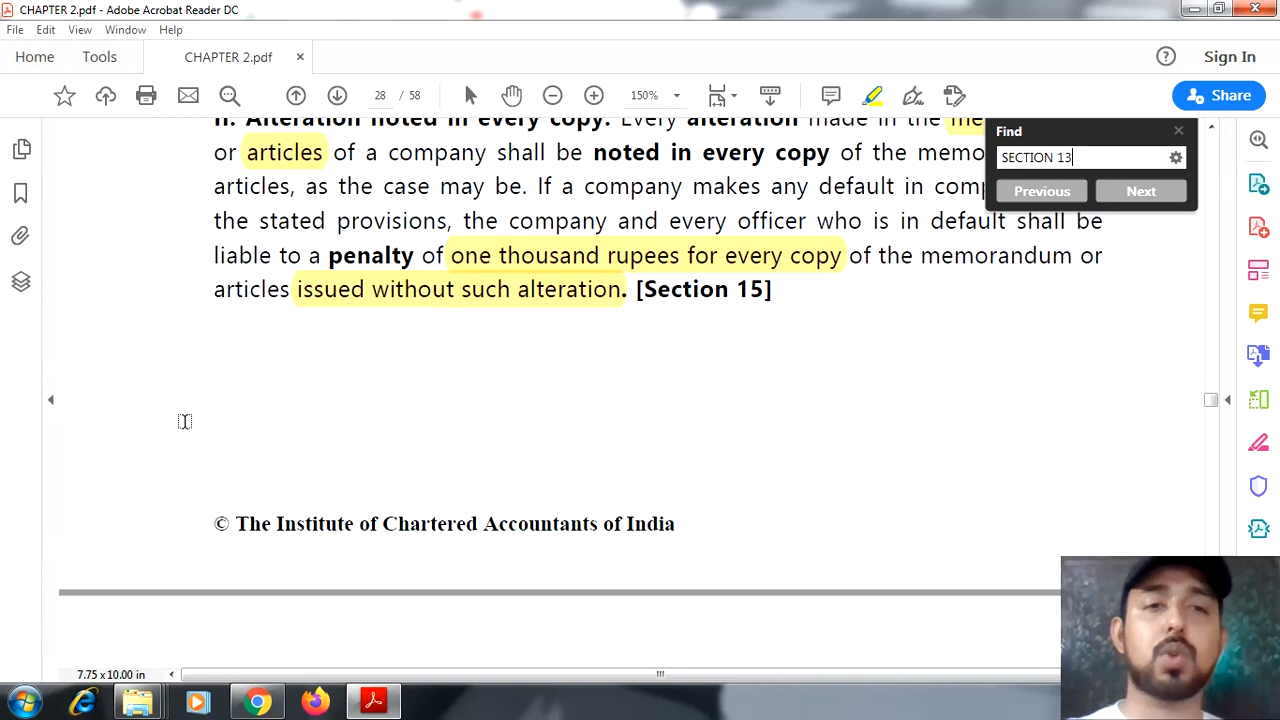 CHAPTER 2.pdf - Adobe Acrobat Reader DC
File Edit View Window Help
Home Tools CHAPTER 2.pdf × Sign In
28 / 58 150% Share
Find
SECTION 13
Previous Next
II. Alteration noted in every copy. Every alteration made in the
or articles of a company shall be noted in every copy of the
articles, as the case may be. If a company makes any default in
the stated provisions, the company and every officer who is in default shall be
liable to a penalty of one thousand rupees for every copy of the memorandum or
articles issued without such alteration. [Section 15]
© The Institute of Chartered Accountants of India
7.75 x 10.00 in